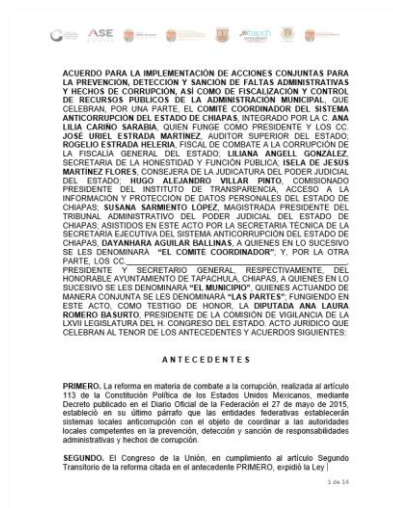 ASE
ACUERDO PARA LA IMPLEMENTACIÓN DE ACCIONES CONJUNTAS PARA
LA PREVENCIÓN, DETECCIÓN Y SANCIÓN DE FALTAS ADMINISTRATIVAS
Y HECHOS DE CORRUPCIÓN, ASÍ COMO DE FISCALIZACIÓN Y CONTROL
DE RECURSOS PÚBLICOS DE LA ADMINISTRACIÓN MUNICIPAL, QUE
CELEBRAN, POR UNA PARTE, EL COMITÉ COORDINADOR DEL SISTEMA
ANTICORRUPCIÓN DEL ESTADO DE CHIAPAS, INTEGRADO POR LA C. ANA
LILIA CARIÑO SARABIA, QUIEN FUNGE COMO PRESIDENTE Y LOS CC.
JOSÉ URIEL ESTRADA MARTÍNEZ, AUDITOR SUPERIOR DEL ESTADO;
ROGELIO ESTRADA HELERIA, FISCAL DE COMBATE A LA CORRUPCIÓN DE
LA FISCALÍA GENERAL DEL ESTADO; LILIANA ANGELL GONZÁLEZ,
SECRETARIA DE LA HONESTIDAD Y FUNCIÓN PÚBLICA; ISELA DE JESUS
MARTÍNEZ FLORES, CONSEJERA DE LA JUDICATURA DEL PODER JUDICIAL
DEL ESTADO; HUGO ALEJANDRO VILLAR PINTO, COMISIONADO
PRESIDENTE DEL INSTITUTO DE TRANSPARENCIA, ACCESO A LA
INFORMACIÓN Y PROTECCIÓN DE DATOS PERSONALES DEL ESTADO DE
CHIAPAS; SUSANA SARMIENTO LÓPEZ, MAGISTRADA PRESIDENTE DEL
TRIBUNAL ADMINISTRATIVO DEL PODER JUDICIAL DEL ESTADO DE
CHIAPAS; ASISTIDOS EN ESTE ACTO POR LA SECRETARIA TÉCNICA DE LA
SECRETARÍA EJECUTIVA DEL SISTEMA ANTICORRUPCIÓN DEL ESTADO DE
CHIAPAS, DAYANHARA AGUILAR BALLINAS, A QUIENES EN LO SUCESIVO
SE LES DENOMINARÁ "EL COMITÉ COORDINADOR"; Y, POR LA OTRA
PARTE, LOS CC.
PRESIDENTE Y SECRETARIO GENERAL, RESPECTIVAMENTE, DEL
HONORABLE AYUNTAMIENTO DE TAPACHULA, CHIAPAS, A QUIENES EN LO
SUCESIVO SE LES DENOMINARÁ "EL MUNICIPIO", QUIENES ACTUANDO DE
MANERA CONJUNTA SE LES DENOMINARÁ "LAS PARTES"; FUNGIENDO EN
ESTE ACTO, COMO TESTIGO DE HONOR, LA DIPUTADA ANA LAURA
ROMERO BASURTO, PRESIDENTE DE LA COMISIÓN DE VIGILANCIA DE LA
LXVII LEGISLATURA DEL H. CONGRESO DEL ESTADO. ACTO JURÍDICO QUE
CELEBRAN AL TENOR DE LOS ANTECEDENTES Y ACUERDOS SIGUIENTES:
A N T E C E D E N T E S
PRIMERO. La reforma en materia de combate a la corrupción, realizada al artículo
113 de la Constitución Política de los Estados Unidos Mexicanos, mediante
Decreto publicado en el Diario Oficial de la Federación el 27 de mayo de 2015,
estableció en su último párrafo que las entidades federativas establecerán
sistemas locales anticorrupción con el objeto de coordinar a las autoridades
locales competentes en la prevención, detección y sanción de responsabilidades
administrativas y hechos de corrupción.
SEGUNDO. El Congreso de la Unión, en cumplimiento al artículo Segundo
Transitorio de la reforma citada en el antecedente PRIMERO, expidió la Ley
1 de 14